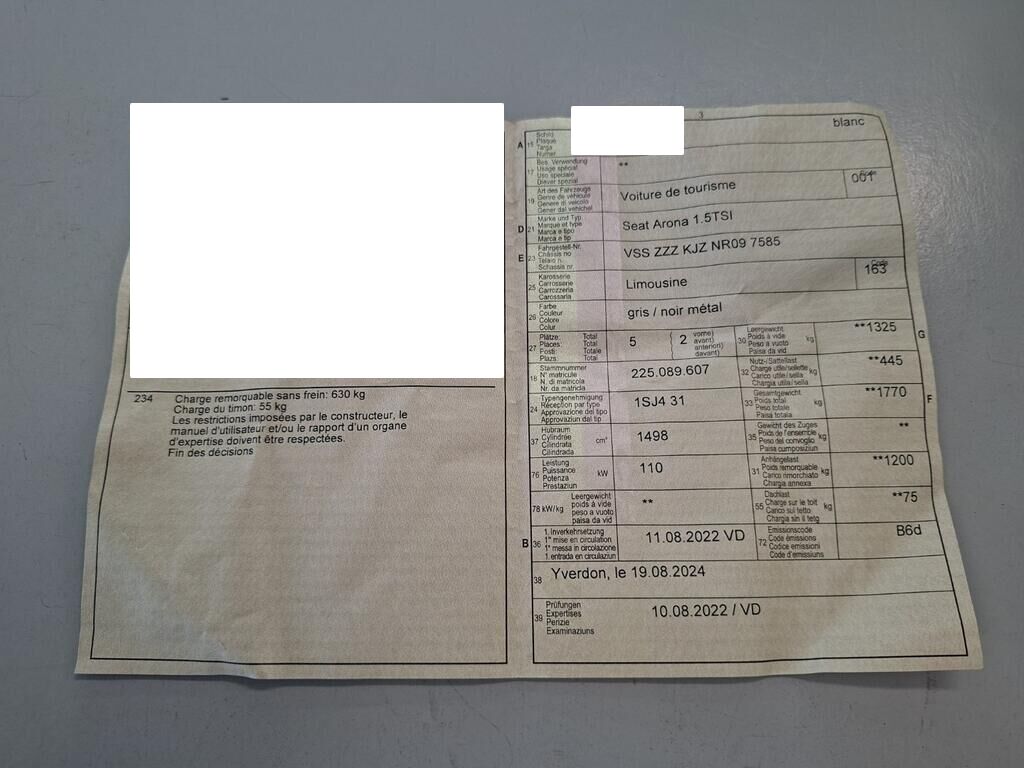 234 Charge remorquable sans frein: 630 kg
Charge du timon: 55 kg
Les restrictions imposées par le constructeur, le
manuel d'utilisateur et/ou le rapport d'un organe
d'expertise doivent être respectées.
Fin des décisions
3
blanc
A 15 Schild
Plaque
Targa
Numer
17 Bes. Verwendung
Usage spécial
Uso speciale
Diever spezial
**
19 Art des Fahrzeugs
Genre de véhicule
Genere di veicolo
Gener dal vehichel
Voiture de tourisme
Code
001
D 21 Marke und Typ
Marque et type
Marca e tipo
Marca e tip
Seat Arona 1.5TSI
E 23 Fahrgestell-Nr.
Châssis no
Telaio n.
Schassis nr.
VSS ZZZ KJZ NR09 7585
25 Karosserie
Carrosserie
Carrozzeria
Carossaria
Limousine
Code
163
26 Farbe
Couleur
Colore
Colur
gris / noir métal
27 Plätze: Total
Places: Total
Posti: Totale
Plazs: Total
5
( 2 vorne)
avant)
anteriori)
davant)
30 Leergewicht
Poids à vide
Peso a vuoto
Paisa da vid
kg
**1325
G
18 Stammnummer
N° matricule
N. di matricola
Nr. da matricla
225.089.607
32 Nutz-/Sattellast
Charge utile/sellette
Carico utile/sella
Chargia utila/sella
kg
**445
24 Typengenehmigung
Réception par type
Approvazione del tipo
Approvaziun dal tip
1SJ4 31
33 Gesamtgewicht
Poids total
Peso totale
Paisa totala
kg
**1770
F
37 Hubraum
Cylindrée
Cilindrata
Cilindrada
cm³
1498
35 Gewicht des Zuges
Poids de l'ensemble
Peso del convoglio
Paisa cumposiziun
kg
**
76 Leistung
Puissance
Potenza
Prestaziun
kW
110
31 Anhängelast
Poids remorquable
Carico rimorchiato
Chargia annexa
kg
**1200
78 kW/kg Leergewicht
poids à vide
peso a vuoto
paisa da vid
**
55 Dachlast
Charge sur le toit
Carico sul tetto
Chargia sin il tetg
kg
**75
B 36 1. Inverkehrsetzung
1re mise en circulation
1a messa in circolazione
1. entrada en circulaziun
11.08.2022 VD
72 Emissionscode
Code émissions
Codice emissioni
Code d'emissiuns
B6d
38 Yverdon, le 19.08.2024
39 Prüfungen
Expertises
Perizie
Examinaziuns
10.08.2022 / VD